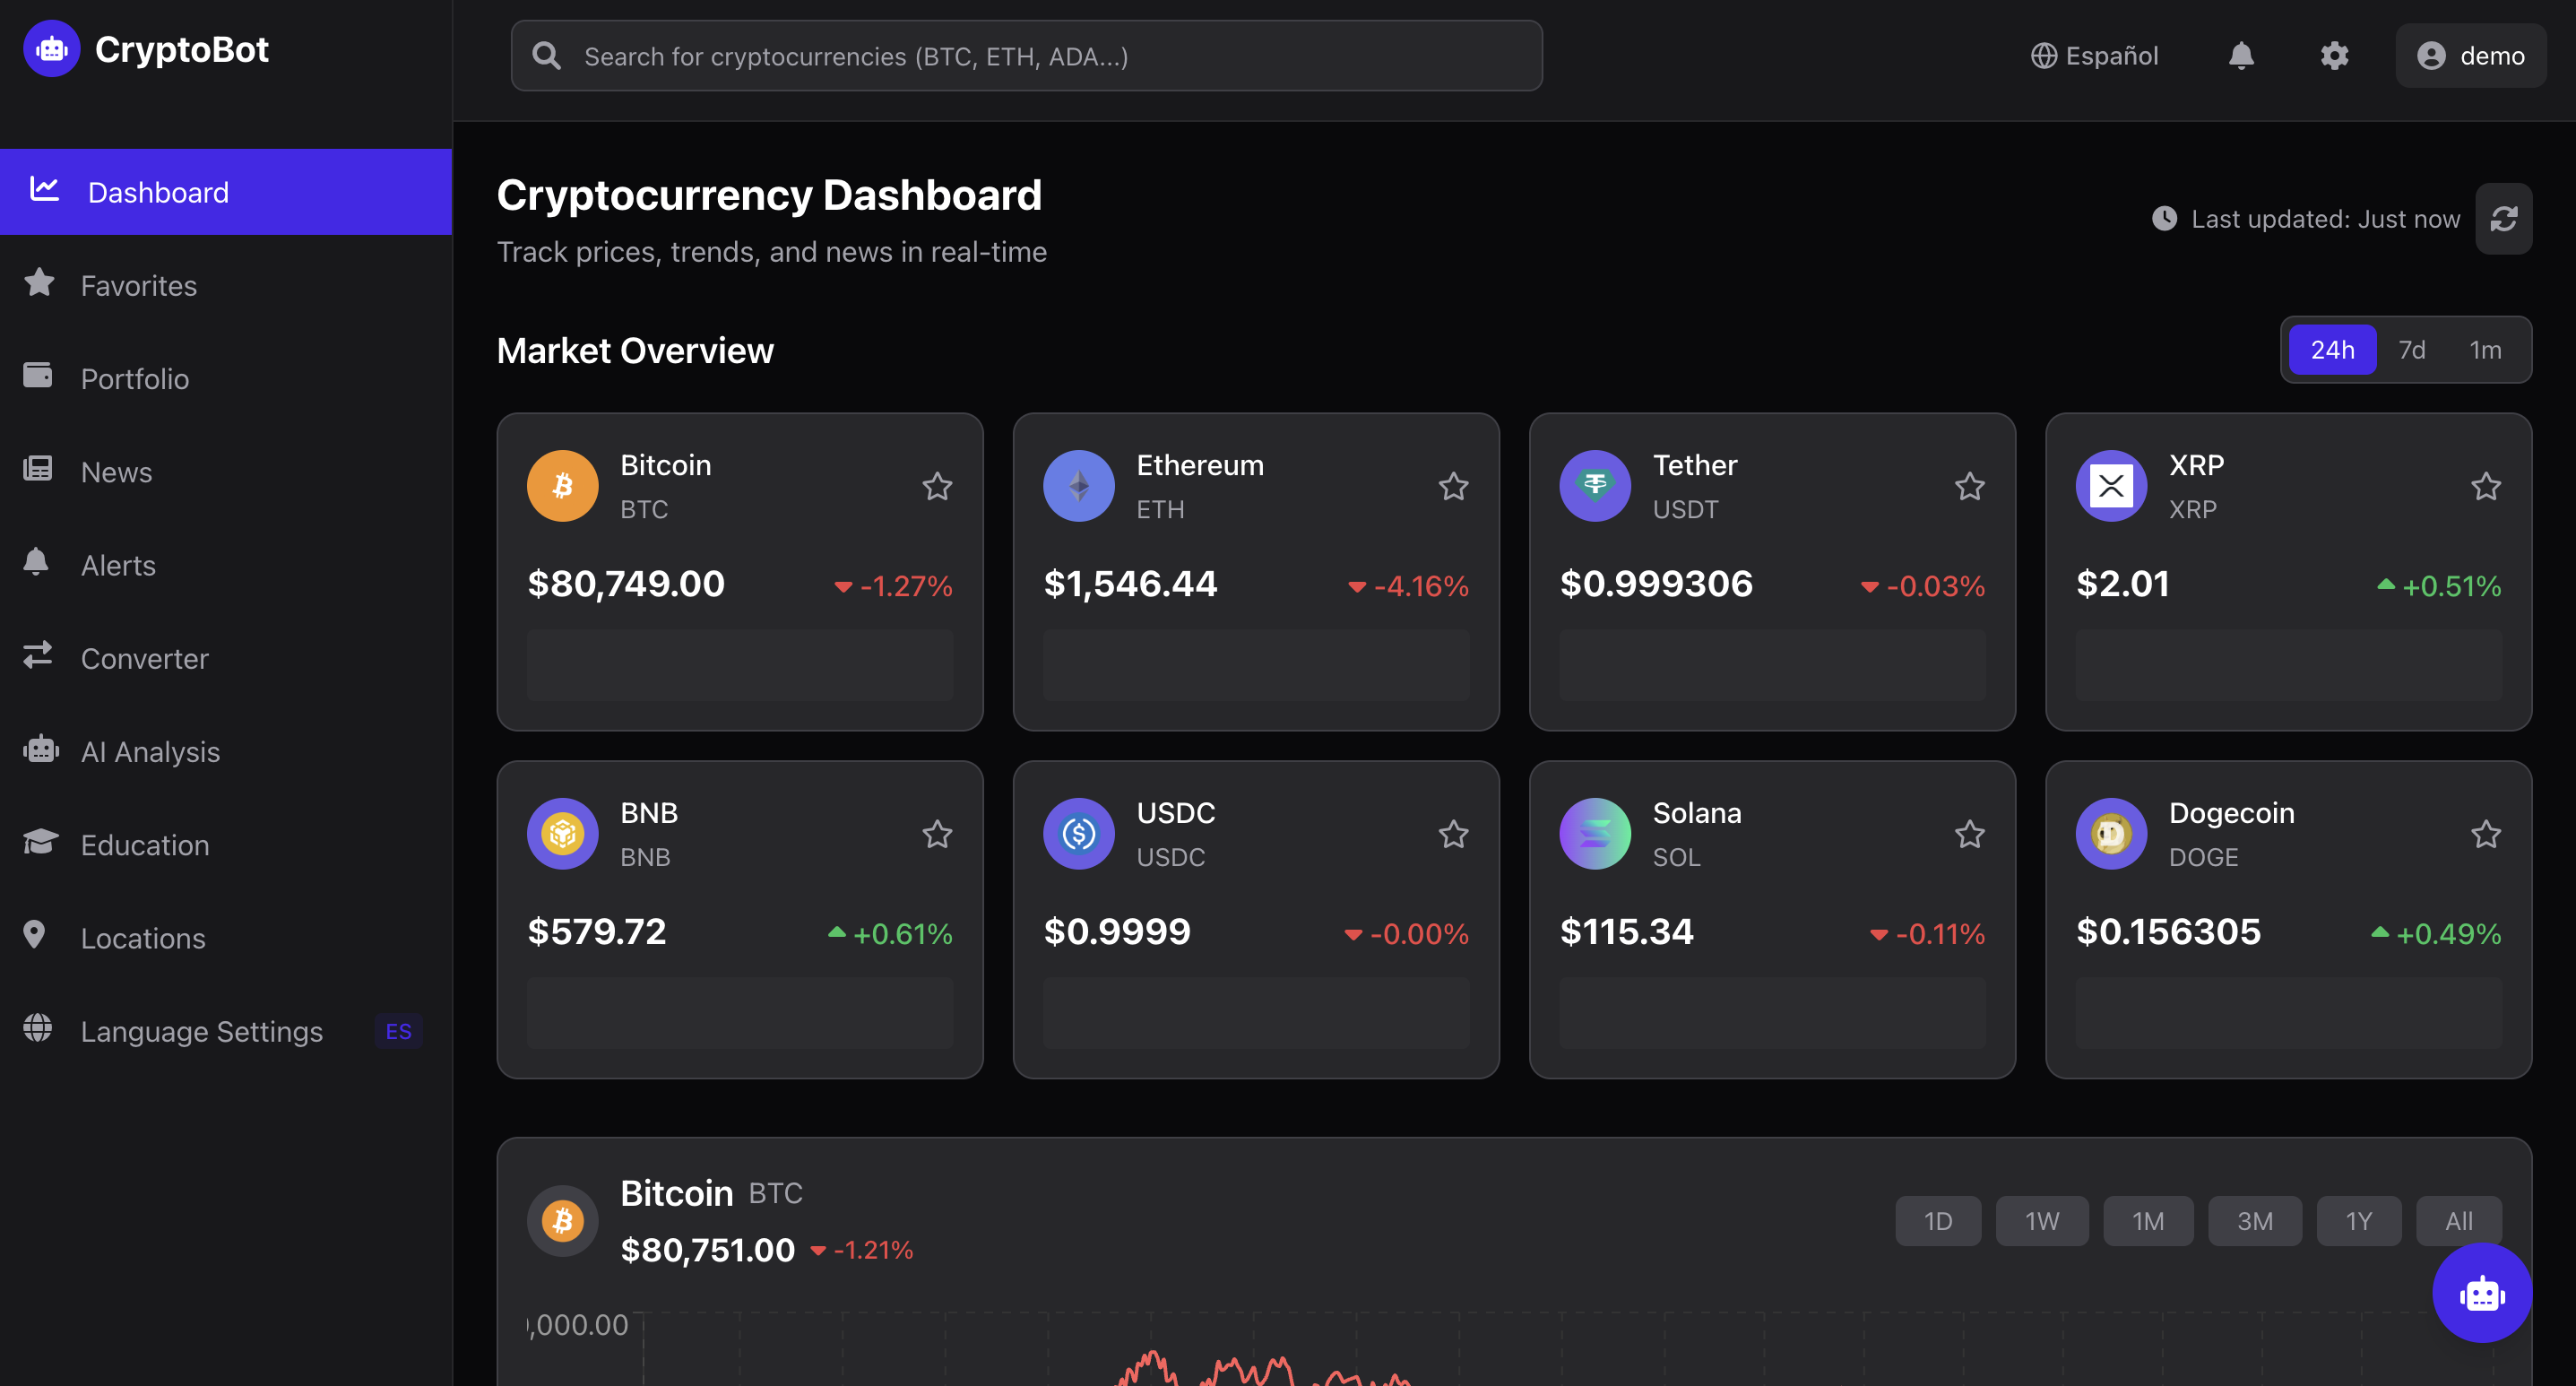 CryptoBot
Search for cryptocurrencies (BTC, ETH, ADA...)
Español
demo
Dashboard
Favorites
Portfolio
News
Alerts
Converter
AI Analysis
Education
Locations
Language Settings ES
Cryptocurrency Dashboard
Track prices, trends, and news in real-time
Last updated: Just now
Market Overview
24h 7d 1m
Bitcoin
BTC
$80,749.00 -1.27%
Ethereum
ETH
$1,546.44 -4.16%
Tether
USDT
$0.999306 -0.03%
XRP
XRP
$2.01 +0.51%
BNB
BNB
$579.72 +0.61%
USDC
USDC
$0.9999 -0.00%
Solana
SOL
$115.34 -0.11%
Dogecoin
DOGE
$0.156305 +0.49%
Bitcoin BTC
$80,751.00 -1.21%
1D 1W 1M 3M 1Y All
,000.00